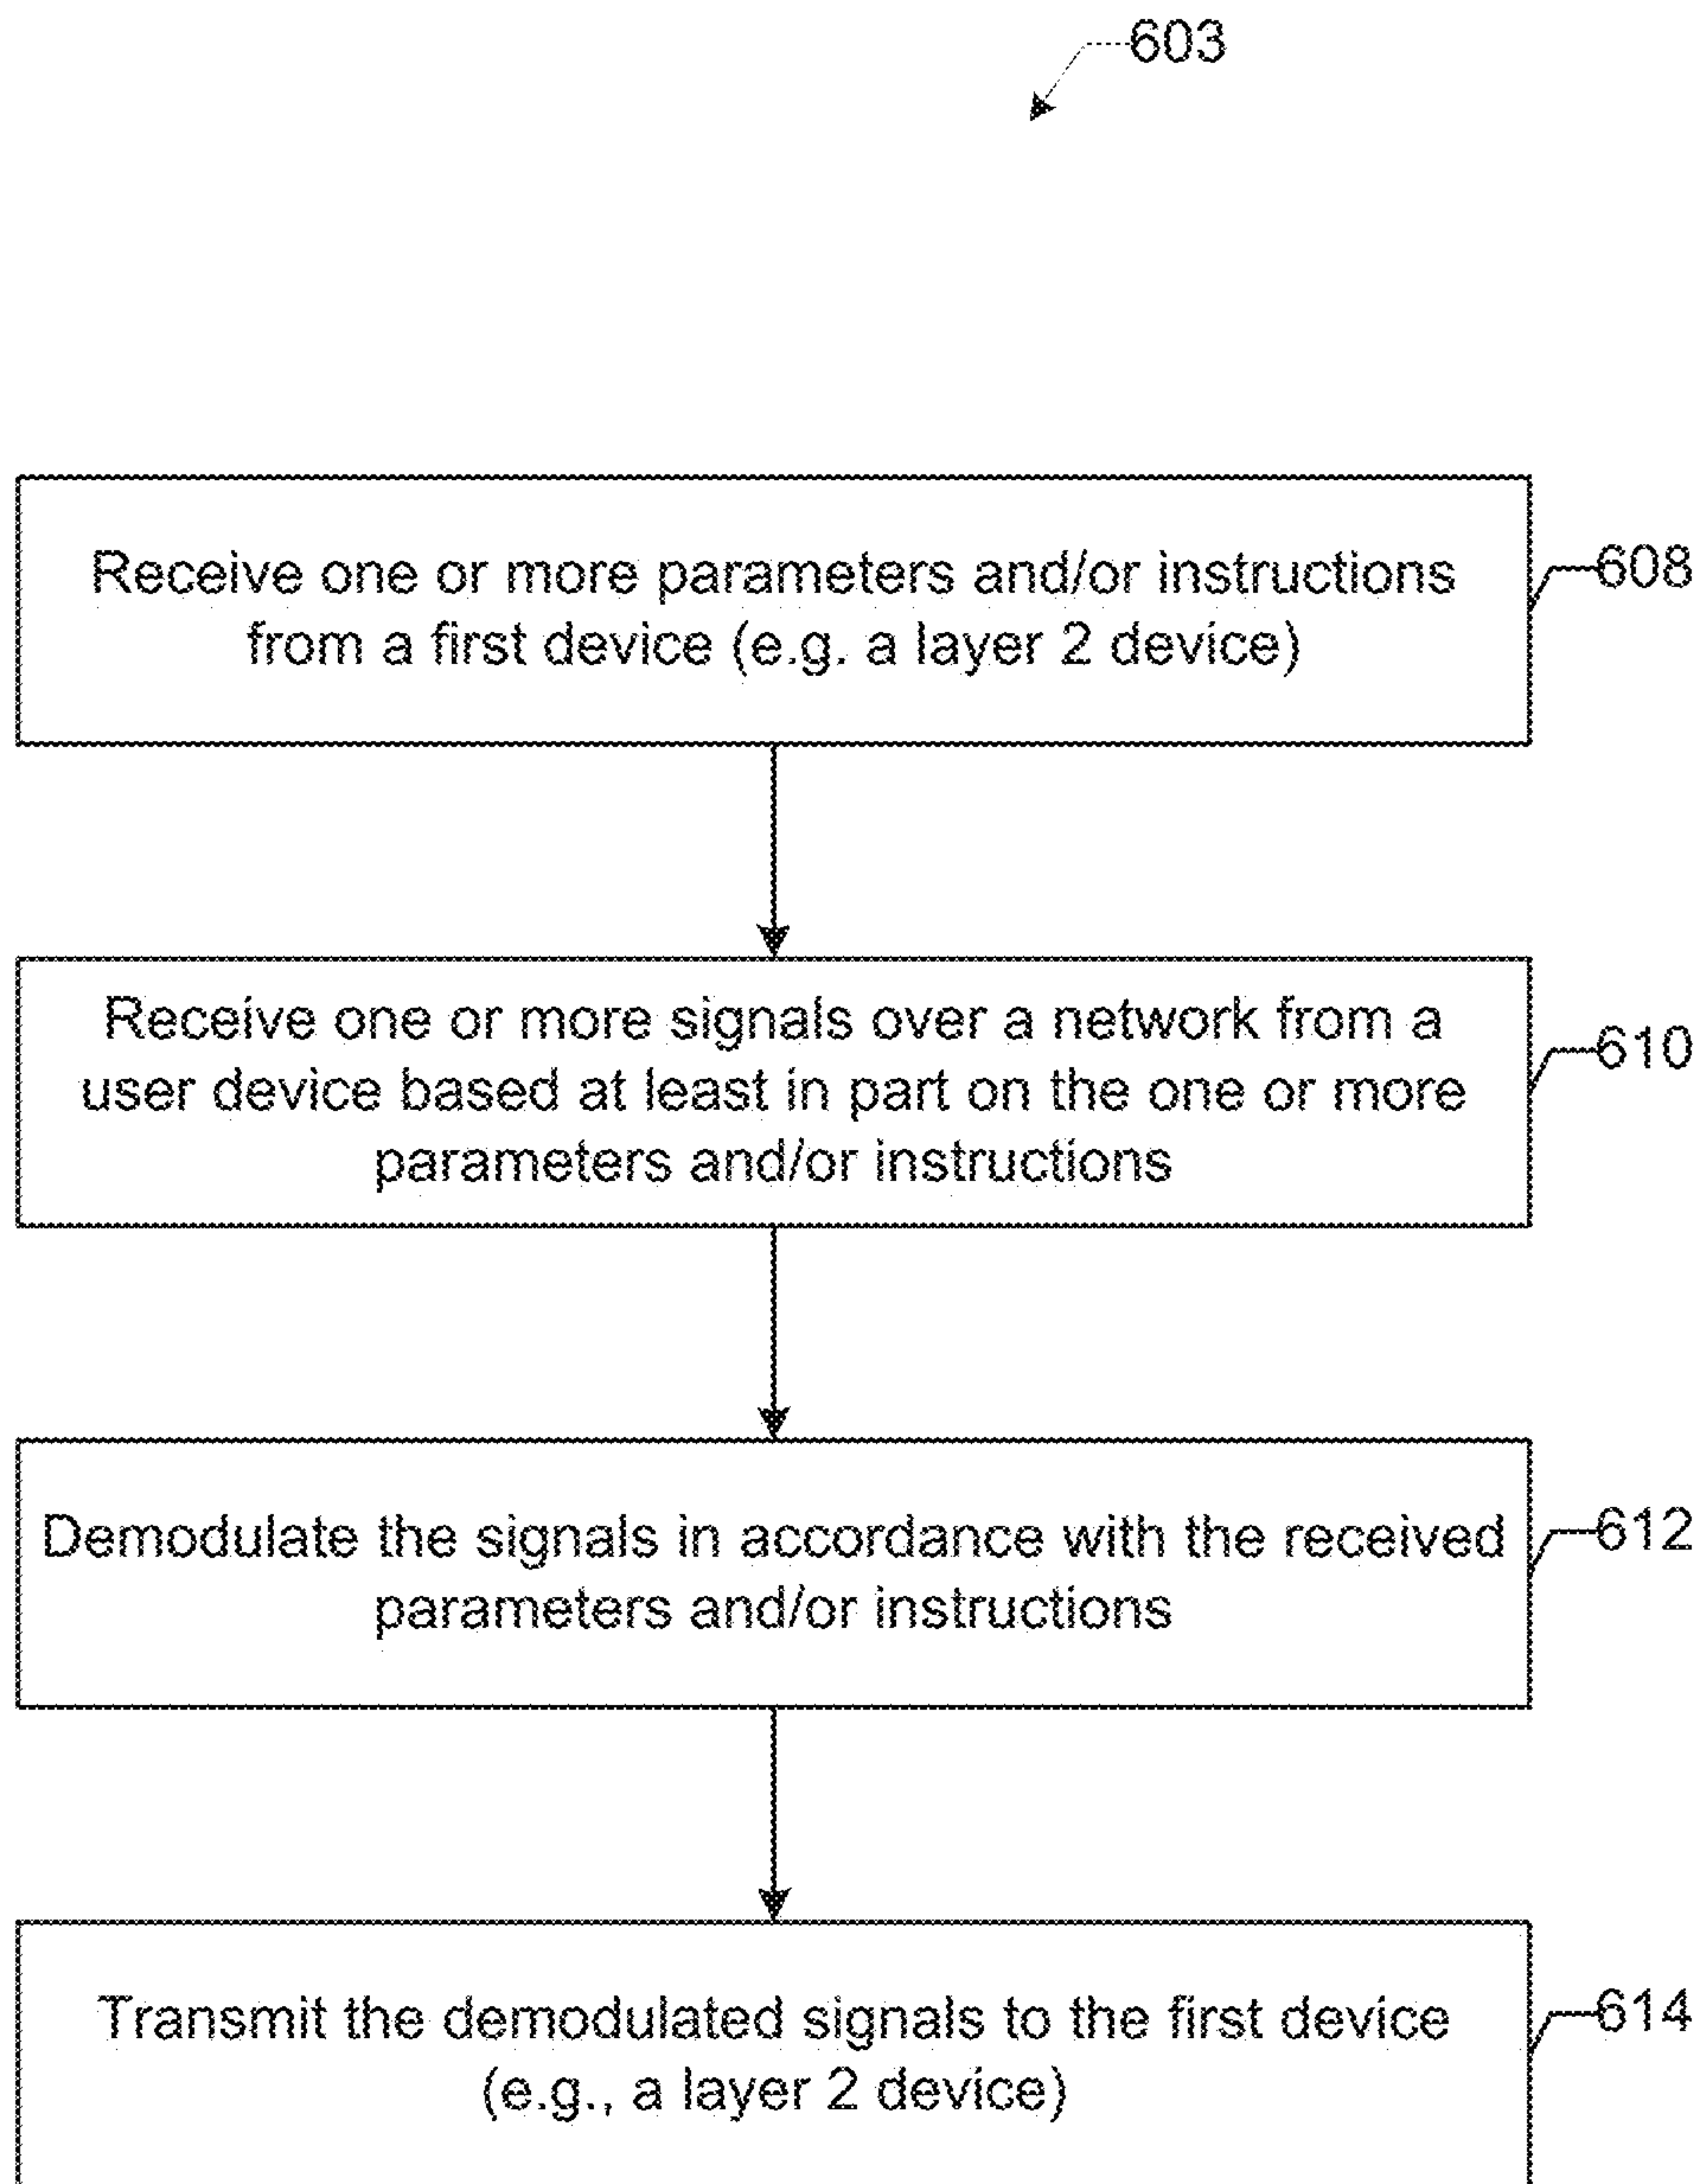 603
Receive one or more parameters and/or instructions
from a first device (e.g. a layer 2 device)
608
Receive one or more signals over a network from a
user device based at least in part on the one or more
parameters and/or instructions
610
Demodulate the signals in accordance with the received
parameters and/or instructions
612
Transmit the demodulated signals to the first device
(e.g., a layer 2 device)
614